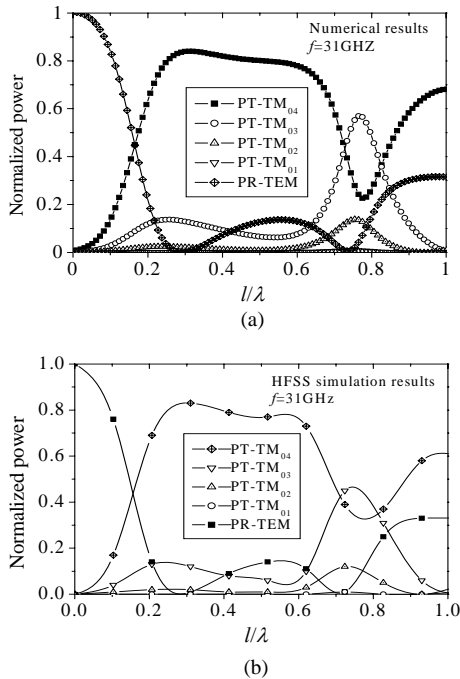 Numerical results
f=31GHZ
Normalized power
1.0
0.8
0.6
0.4
0.2
0
PT-TM04
PT-TM03
PT-TM02
PT-TM01
PR-TEM
0.0 0.2 0.4 0.6 0.8 1.0
l/λ
(a)
HFSS simulation results
f=31GHz
Normalized power
1.0
0.8
0.6
0.4
0.2
0.0
PT-TM04
PT-TM03
PT-TM02
PT-TM01
PR-TEM
0.0 0.2 0.4 0.6 0.8 1.0
l/λ
(b)